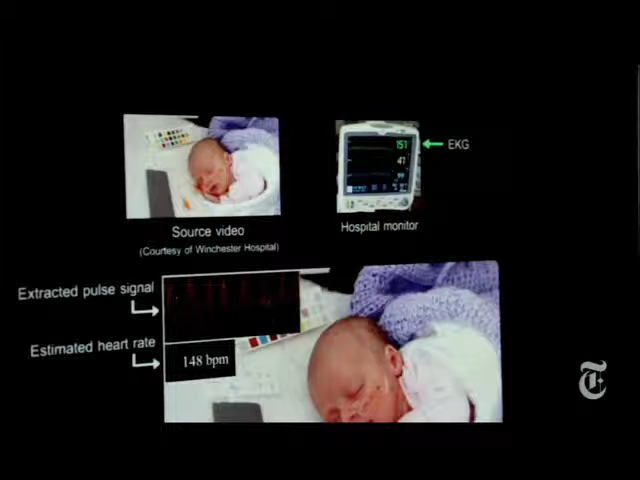 151
EKG
41
99
Source video
(Courtesy of Winchester Hospital)
Hospital monitor
Extracted pulse signal
Estimated heart rate
148 bpm
T